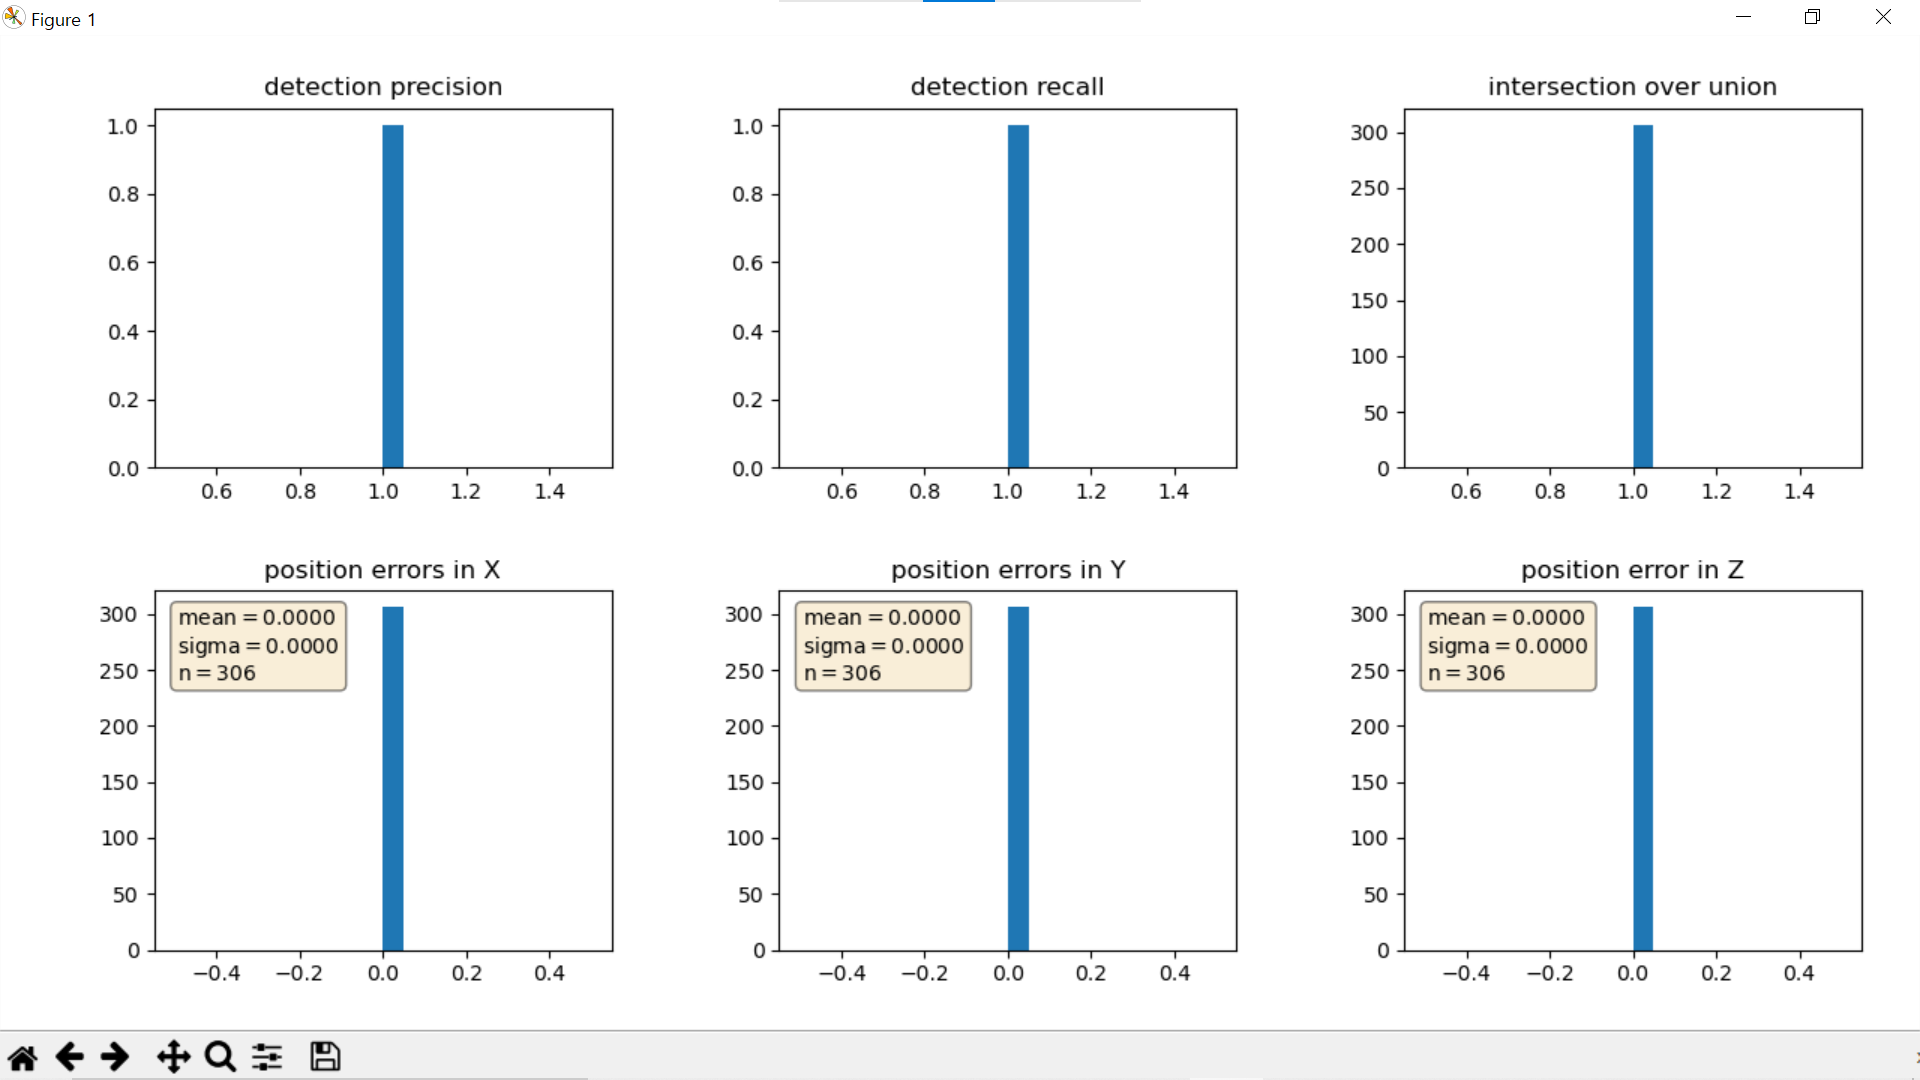 Figure 1
detection precision
1.0
0.8
0.6
0.4
0.2
0.0
0.6 0.8 1.0 1.2 1.4
detection recall
1.0
0.8
0.6
0.4
0.2
0.0
0.6 0.8 1.0 1.2 1.4
intersection over union
300
250
200
150
100
50
0
0.6 0.8 1.0 1.2 1.4
position errors in X
mean = 0.0000
sigma = 0.0000
n = 306
300
250
200
150
100
50
0
−0.4 −0.2 0.0 0.2 0.4
position errors in Y
mean = 0.0000
sigma = 0.0000
n = 306
300
250
200
150
100
50
0
−0.4 −0.2 0.0 0.2 0.4
position error in Z
mean = 0.0000
sigma = 0.0000
n = 306
300
250
200
150
100
50
0
−0.4 −0.2 0.0 0.2 0.4